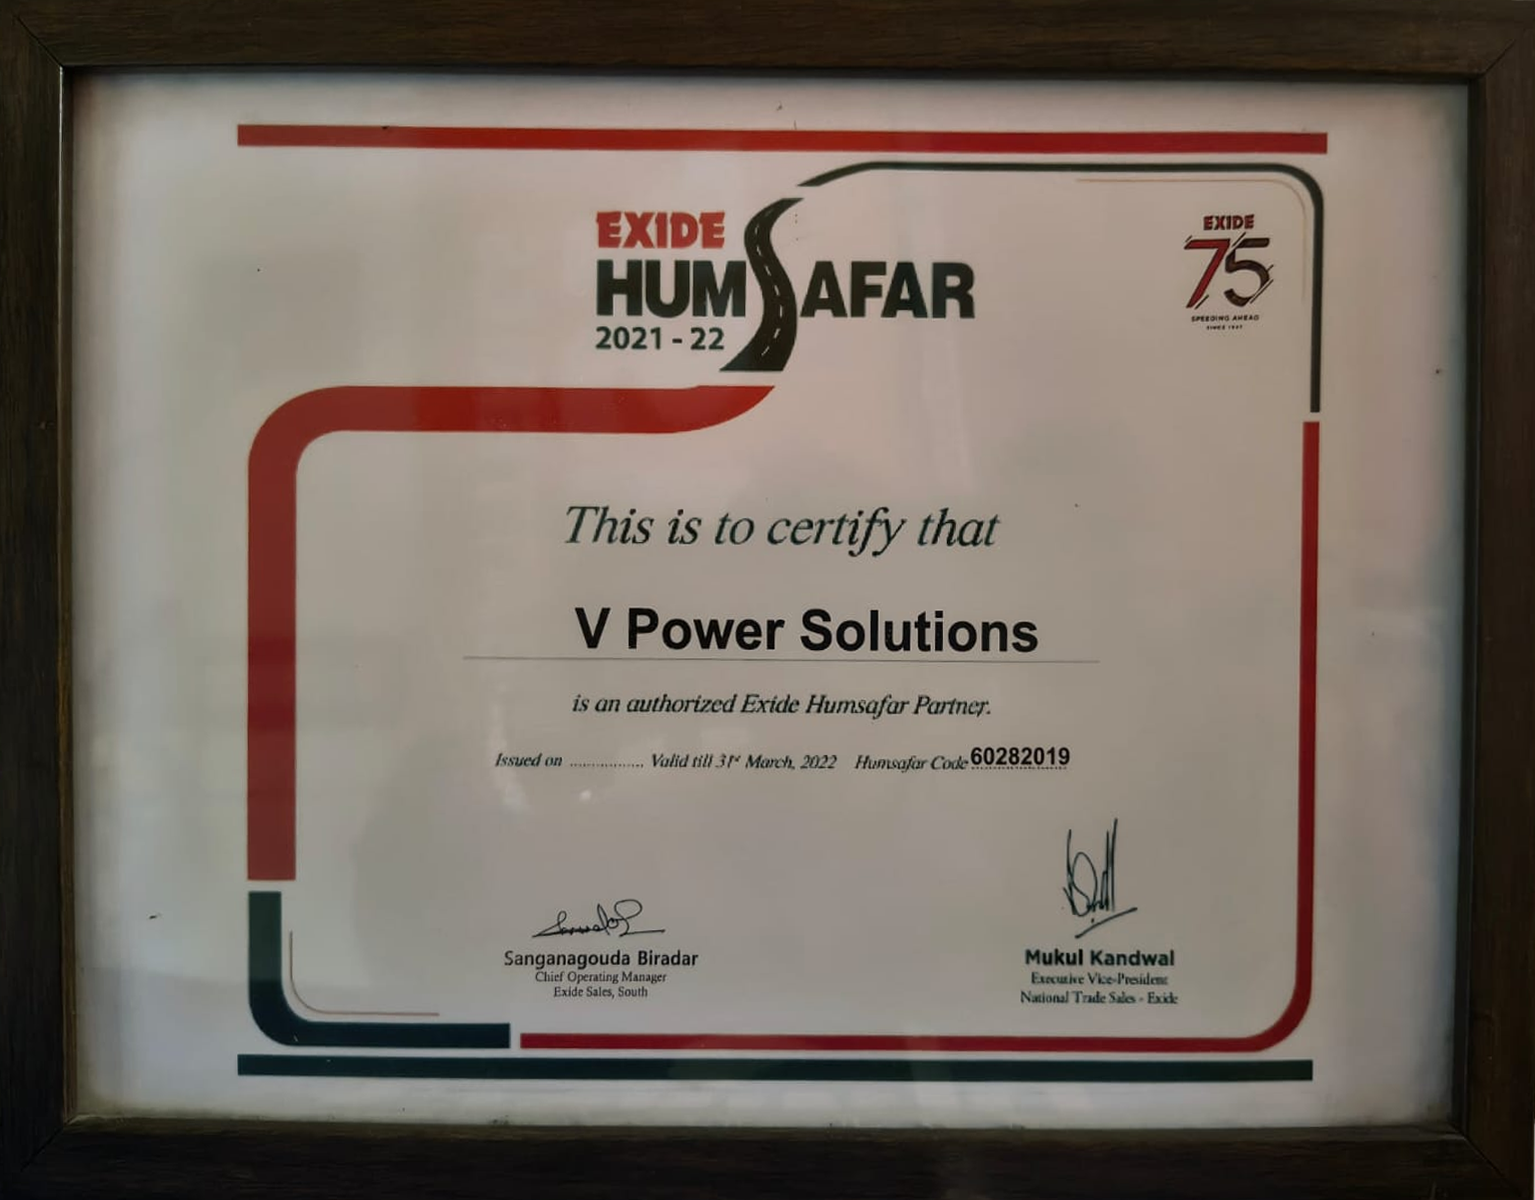 EXIDE
HUMSAFAR
2021 - 22
EXIDE
75
SPEEDING AHEAD
SINCE 1947
This is to certify that
V Power Solutions
is an authorized Exide Humsafar Partner.
Issued on ................ Valid till 31st March, 2022 Humsafar Code 60282019
Sanganagouda Biradar
Chief Operating Manager
Exide Sales, South
Mukul Kandwal
Executive Vice-President
National Trade Sales - Exide